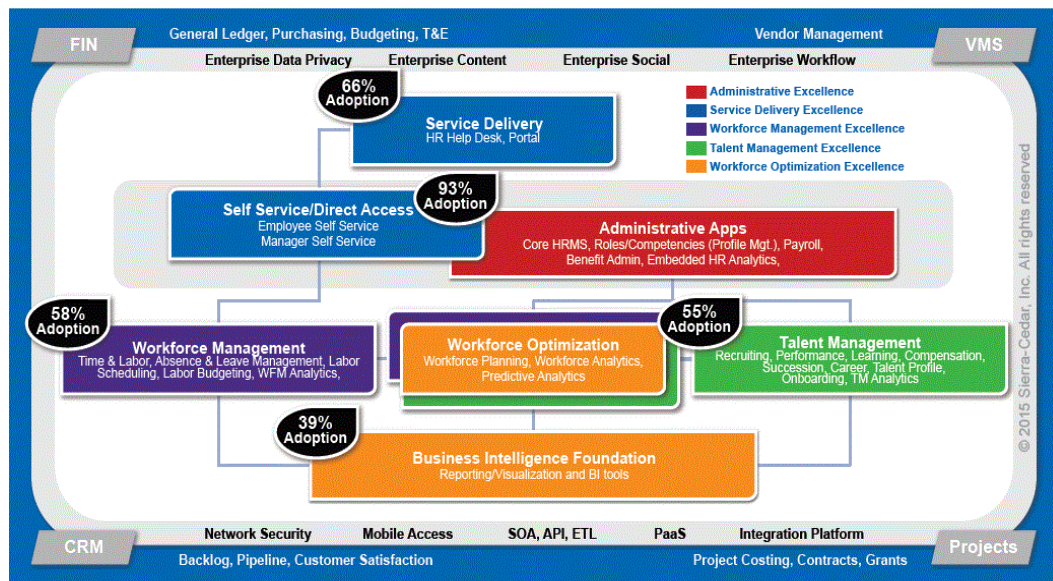 FIN
General Ledger, Purchasing, Budgeting, T&E
Vendor Management
VMS
Enterprise Data Privacy
Enterprise Content
Enterprise Social
Enterprise Workflow
66%
Adoption
Service Delivery
HR Help Desk, Portal
Administrative Excellence
Service Delivery Excellence
Workforce Management Excellence
Talent Management Excellence
Workforce Optimization Excellence
93%
Adoption
Self Service/Direct Access
Employee Self Service
Manager Self Service
Administrative Apps
Core HRMS, Roles/Competencies (Profile Mgt.), Payroll,
Benefit Admin, Embedded HR Analytics,
58%
Adoption
Workforce Management
Time & Labor, Absence & Leave Management, Labor
Scheduling, Labor Budgeting, WFM Analytics,
Workforce Optimization
Workforce Planning, Workforce Analytics,
Predictive Analytics
55%
Adoption
Talent Management
Recruiting, Performance, Learning, Compensation,
Succession, Career, Talent Profile,
Onboarding, TM Analytics
39%
Adoption
Business Intelligence Foundation
Reporting/Visualization and BI tools
© 2015 Sierra-Cedar, Inc. All rights reserved
Network Security
Mobile Access
SOA, API, ETL
PaaS
Integration Platform
CRM
Backlog, Pipeline, Customer Satisfaction
Project Costing, Contracts, Grants
Projects